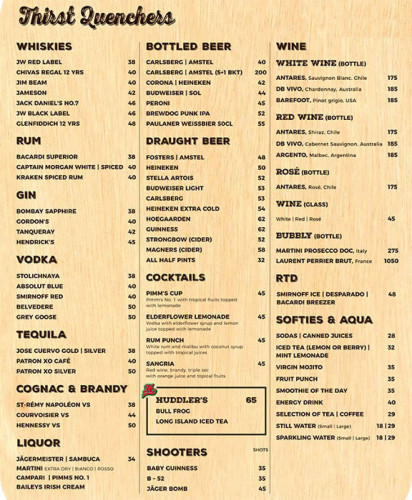 Thirst Quenchers
WHISKIES
JW RED LABEL 38
CHIVAS REGAL 12 YRS 40
JIM BEAM 40
JAMESON 42
JACK DANIEL'S NO.7 46
JW BLACK LABEL 46
GLENFIDDICH 12 YRS 48
RUM
BACARDI SUPERIOR 38
CAPTAIN MORGAN WHITE | SPICED 40
KRAKEN SPICED RUM 40
GIN
BOMBAY SAPPHIRE 38
GORDON'S 40
TANQUERAY 42
HENDRICK'S 45
VODKA
STOLICHNAYA 38
ABSOLUT BLUE 40
SMIRNOFF RED 40
BELVEDERE 50
GREY GOOSE 50
TEQUILA
JOSE CUERVO GOLD | SILVER 38
PATRON XO CAFÉ 40
PATRON XO SILVER 50
COGNAC & BRANDY
ST-RÉMY NAPOLÉON VS 38
COURVOISIER VS 44
HENNESSY VS 50
LIQUOR
JÄGERMEISTER | SAMBUCA 34
MARTINI EXTRA DRY | BIANCO | ROSSO
CAMPARI | PIMMS NO. 1
BAILEYS IRISH CREAM
BOTTLED BEER
CARLSBERG | AMSTEL 40
CARLSBERG | AMSTEL (5+1 BKT) 200
CORONA | HEINEKEN 42
BUDWEISER | SOL 44
PERONI 45
BREWDOG PUNK IPA 52
PAULANER WEISSBIER 50CL 55
DRAUGHT BEER
FOSTERS | AMSTEL 48
HEINEKEN 50
STELLA ARTOIS 52
BUDWEISER LIGHT 53
CARLSBERG 53
HEINEKEN EXTRA COLD 54
HOEGAARDEN 62
GUINNESS 62
STRONGBOW (CIDER) 52
MAGNERS (CIDER) 58
ALL HALF PINTS 32
COCKTAILS
PIMM'S CUP 45
Pimm's No. 1 with tropical fruits topped
with lemonade
ELDERFLOWER LEMONADE 45
Vodka with elderflower syrup and lemon
juice topped with lemonade
RUM PUNCH 45
White rum and malibu with coconut syrup
topped with tropical juices
SANGRIA 45
Red wine, brandy, triple sec
with orange juice and topical fruits
HUDDLER'S 65
BULL FROG
LONG ISLAND ICED TEA
SHOOTERS SHOTS
BABY GUINNESS 35
B – 52 35
JÄGER BOMB 45
WINE
WHITE WINE (BOTTLE)
ANTARES, Sauvignon Blanc, Chile 175
DB VIVO, Chardonnay, Australia 185
BAREFOOT, Pinot grigio, USA 185
RED WINE (BOTTLE)
ANTARES, Shiraz, Chile 175
DB VIVO, Cabernet Sauvignon, Australia 185
ARGENTO, Malbec, Argentina 185
ROSÉ (BOTTLE)
ANTARES, Rosé, Chile 175
WINE (GLASS)
White | Red | Rosé 45
BUBBLY (BOTTLE)
MARTINI PROSECCO DOC, Italy 275
LAURENT PERRIER BRUT, France 1050
RTD
SMIRNOFF ICE | DESPARADO | 48
BACARDI BREEZER
SOFTIES & AQUA
SODAS | CANNED JUICES 28
ICED TEA (LEMON OR BERRY) | 32
MINT LEMONADE
VIRGIN MOJITO 35
FRUIT PUNCH 35
SMOOTHIE OF THE DAY 35
ENERGY DRINK 40
SELECTION OF TEA | COFFEE 29
STILL WATER (Small | Large) 18 | 29
SPARKLING WATER (Small | Large) 18 | 29